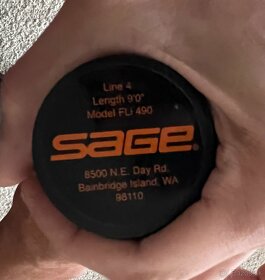 Line 4
Length 9'0"
Model FLi 490
SAGE®
8500 N.E. Day Rd.
Bainbridge Island, WA
98110